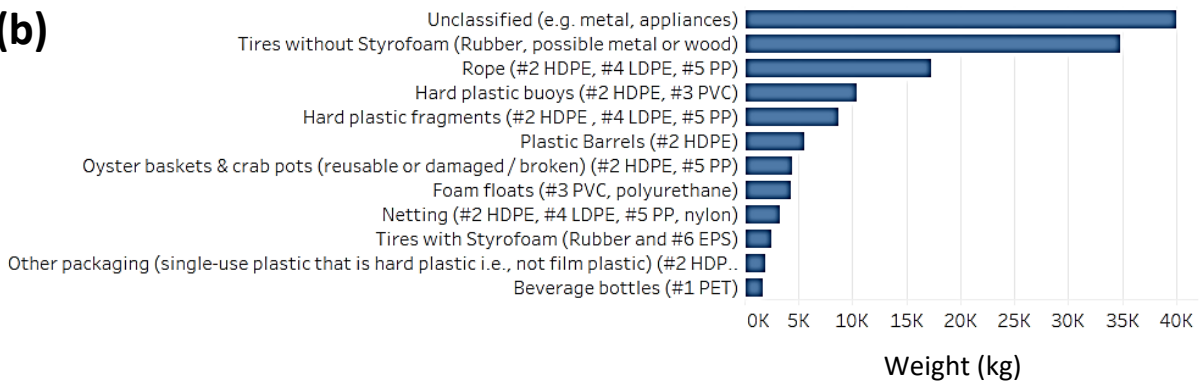 (b)
Unclassified (e.g. metal, appliances)
Tires without Styrofoam (Rubber, possible metal or wood)
Rope (#2 HDPE, #4 LDPE, #5 PP)
Hard plastic buoys (#2 HDPE, #3 PVC)
Hard plastic fragments (#2 HDPE , #4 LDPE, #5 PP)
Plastic Barrels (#2 HDPE)
Oyster baskets & crab pots (reusable or damaged / broken) (#2 HDPE, #5 PP)
Foam floats (#3 PVC, polyurethane)
Netting (#2 HDPE, #4 LDPE, #5 PP, nylon)
Tires with Styrofoam (Rubber and #6 EPS)
Other packaging (single-use plastic that is hard plastic i.e., not film plastic) (#2 HDP..
Beverage bottles (#1 PET)
0K 5K 10K 15K 20K 25K 30K 35K 40K
Weight (kg)